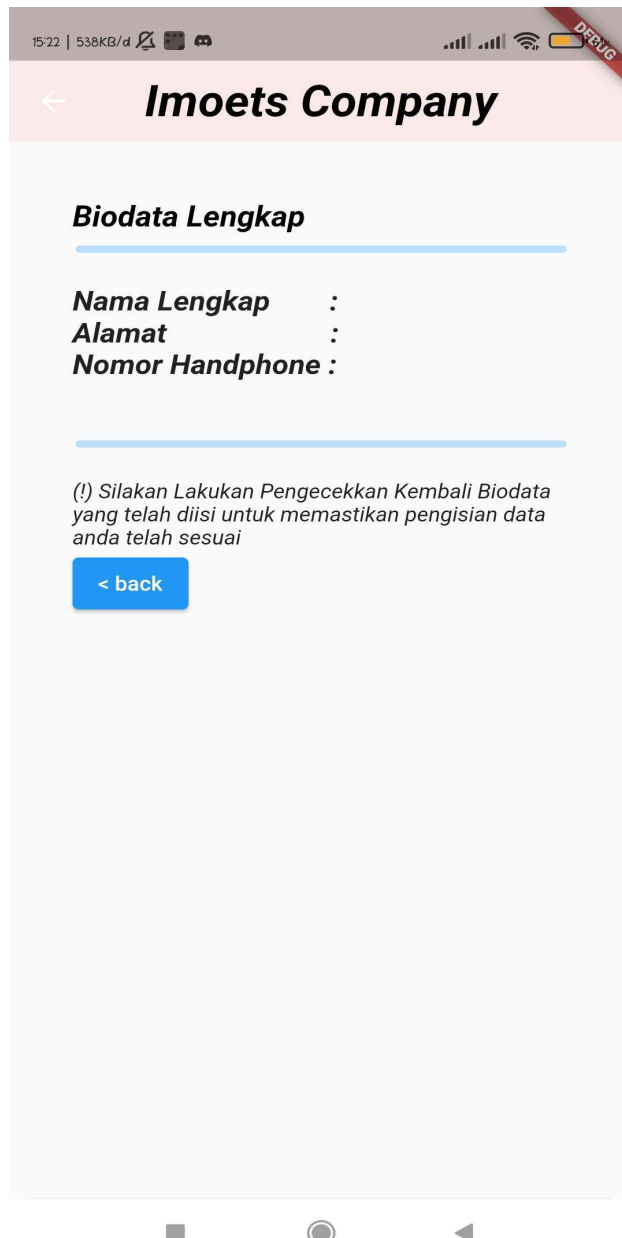 15:22 | 538KB/d
DEBUG
Imoets Company
Biodata Lengkap
Nama Lengkap :
Alamat :
Nomor Handphone :
(!) Silakan Lakukan Pengecekkan Kembali Biodata
yang telah diisi untuk memastikan pengisian data
anda telah sesuai
< back